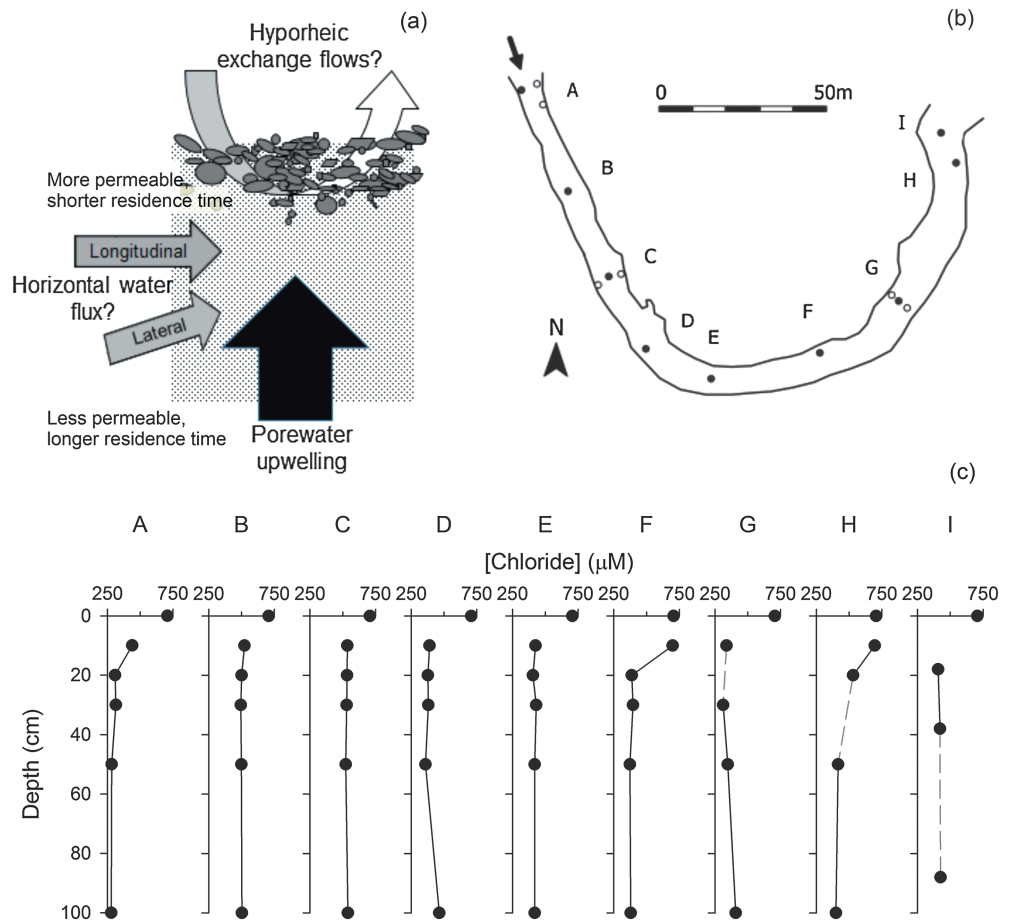 (a)
Hyporheic
exchange flows?
More permeable,
shorter residence time
Longitudinal
Horizontal water
flux?
Lateral
Less permeable,
longer residence time
Porewater
upwelling
(b)
A
0 50m
I
B
H
C
G
N
D
E
F
(c)
A B C D E F G H I
[Chloride] (µM)
250 750 250 750 250 750 250 750 250 750 250 750 250 750 250 750 250 750
Depth (cm)
0
20
40
60
80
100